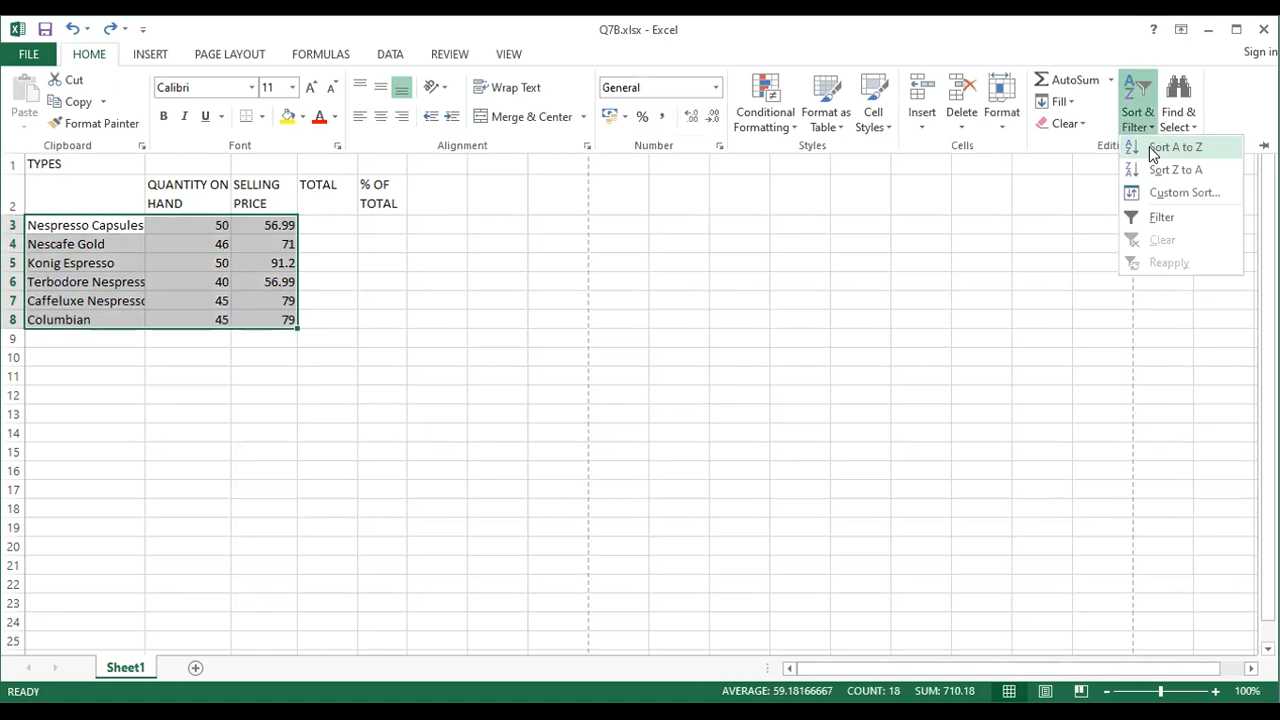 Q7B.xlsx - Excel
?
Sign in
FILE HOME INSERT PAGE LAYOUT FORMULAS DATA REVIEW VIEW
Paste
Cut
Copy
Format Painter
Clipboard
Calibri 11
B I U
Font
Wrap Text
Merge & Center
Alignment
General
%
Number
Conditional Formatting
Format as Table
Cell Styles
Styles
Insert Delete Format
Cells
AutoSum
Fill
Clear
Sort & Filter
Find & Select
Editi
Sort A to Z
Sort Z to A
Custom Sort...
Filter
Clear
Reapply
1 TYPES
2 QUANTITY ON HAND SELLING PRICE TOTAL % OF TOTAL
3 Nespresso Capsules 50 56.99
4 Nescafe Gold 46 71
5 Konig Espresso 50 91.2
6 Terbodore Nespress 40 56.99
7 Caffeluxe Nespresso 45 79
8 Columbian 45 79
9
10
11
12
13
14
15
16
17
18
19
20
21
22
23
24
25
Sheet1
READY AVERAGE: 59.18166667 COUNT: 18 SUM: 710.18 100%